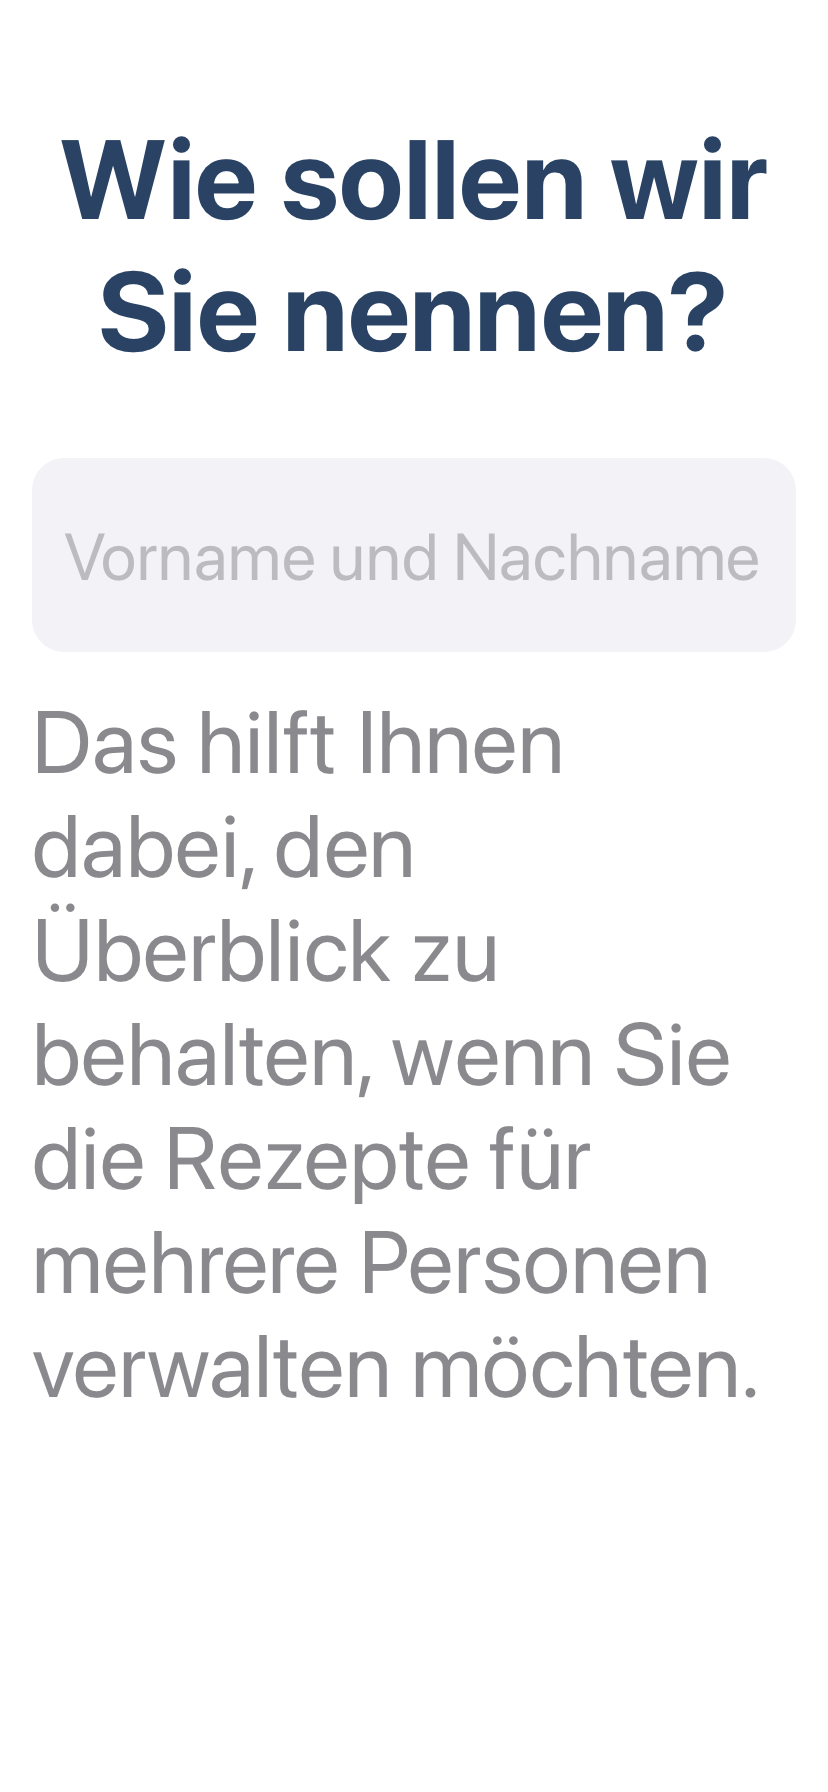 Wie sollen wir
Sie nennen?
Vorname und Nachname
Das hilft Ihnen
dabei, den
Überblick zu
behalten, wenn Sie
die Rezepte für
mehrere Personen
verwalten möchten.